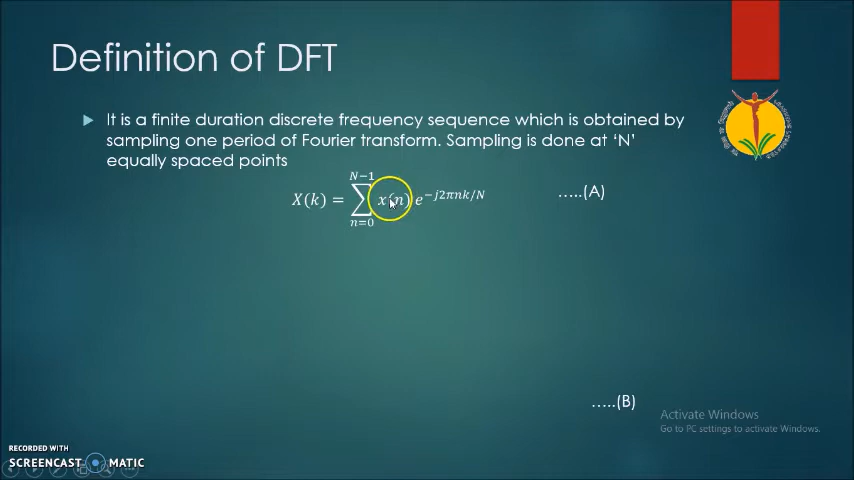 Definition of DFT
It is a finite duration discrete frequency sequence which is obtained by
sampling one period of Fourier transform. Sampling is done at ‘N’
equally spaced points
X(k) = ∑_{n=0}^{N−1} x(n) e^{−j2πnk/N} …..(A)
…..(B)
Activate Windows
Go to PC settings to activate Windows.
RECORDED WITH
SCREENCAST MATIC